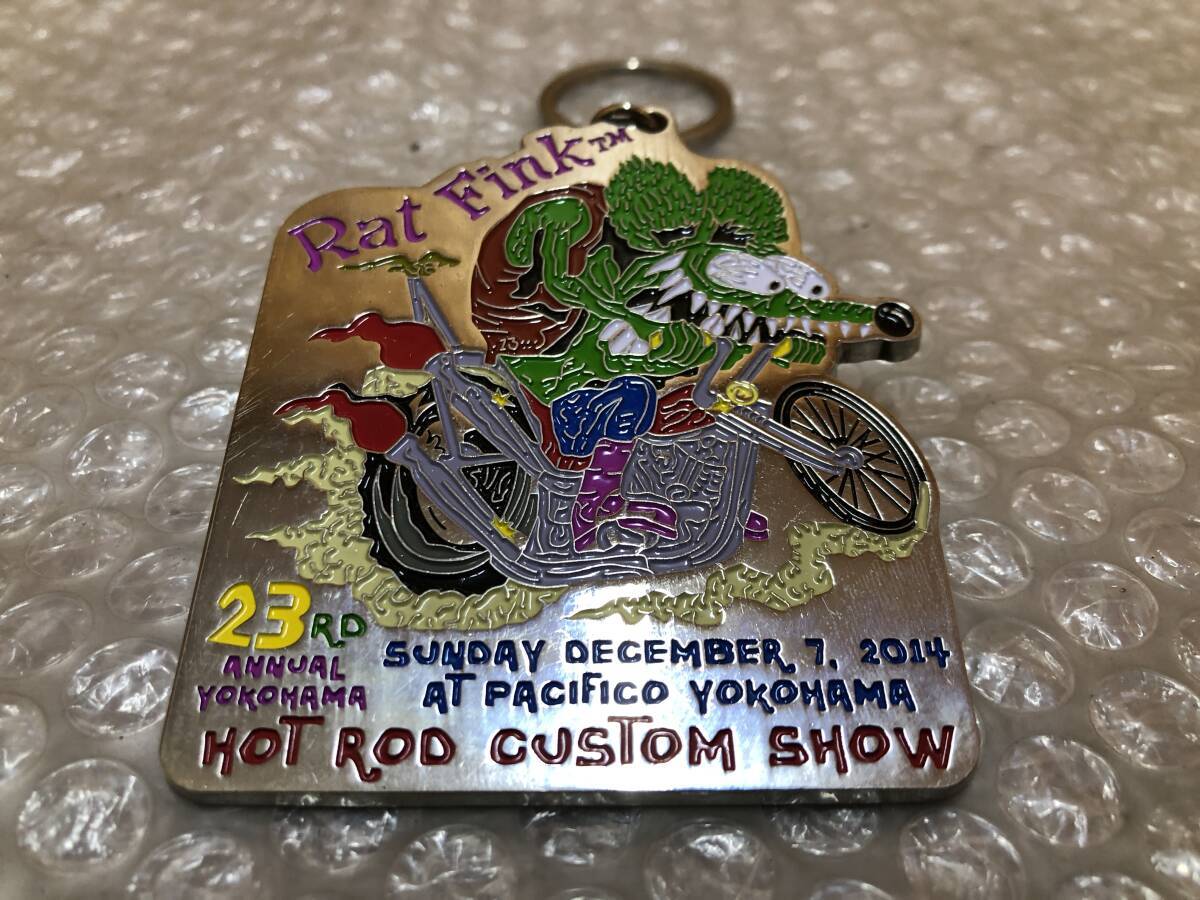 Rat Fink™
23RD
ANNUAL
YOKOHAMA
SUNDAY DECEMBER 7, 2014
AT PACIFICO YOKOHAMA
HOT ROD CUSTOM SHOW